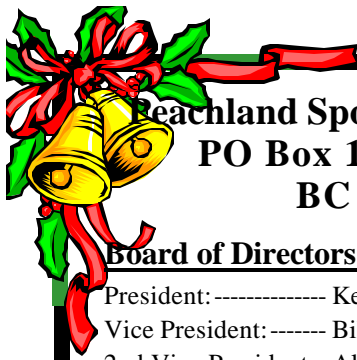 Peachland Spo
PO Box 1
BC
Board of Directors
President:-------------- Ke
Vice President:------- Bi